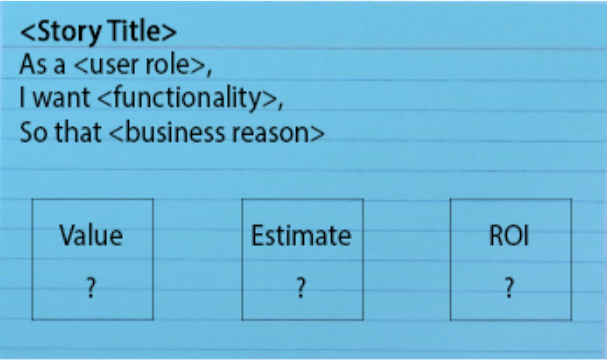 <Story Title>
As a <user role>,
I want <functionality>,
So that <business reason>
Value
?
Estimate
?
ROI
?